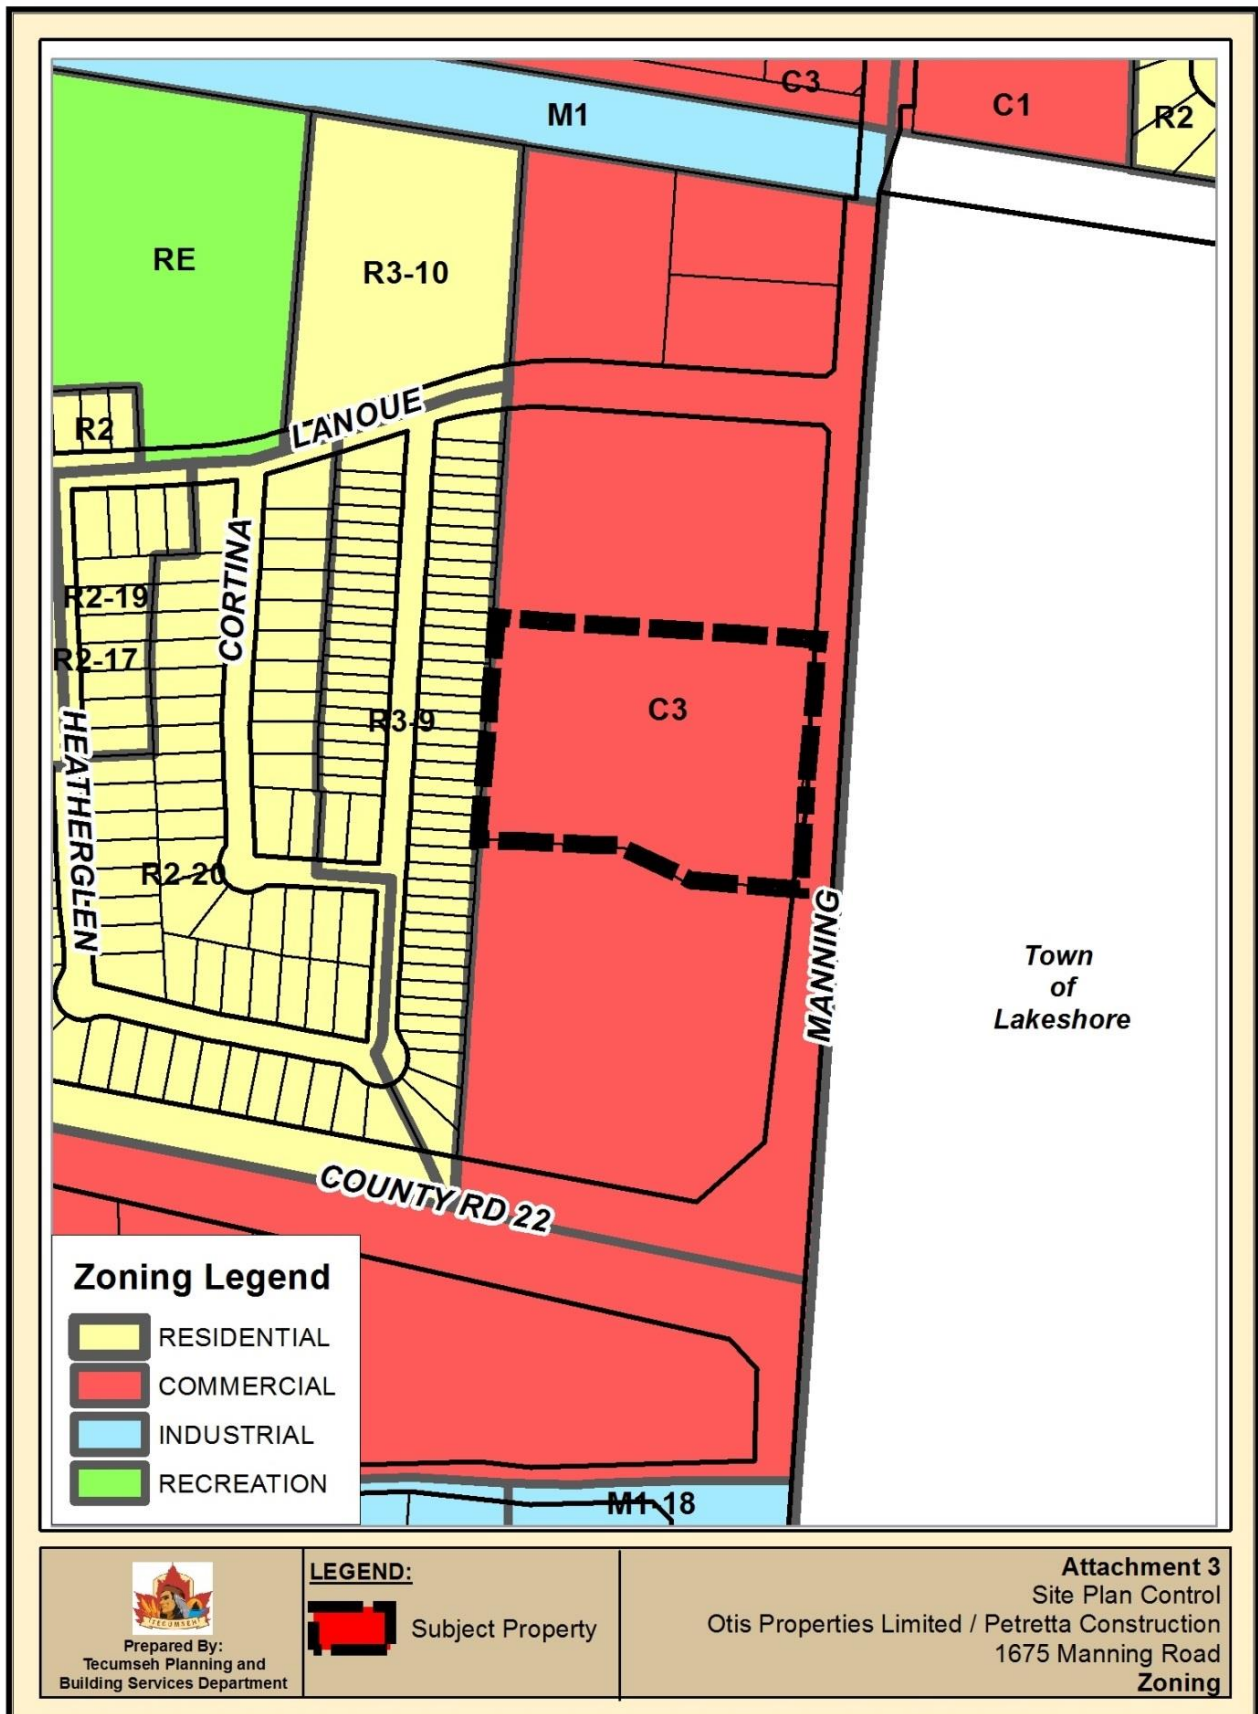 C3
M1
C1
R2
RE
R3-10
LANOUE
R2
CORTINA
R2-19
R2-17
R3-9
C3
HEATHERGLEN
R2-20
MANNING
Town
of
Lakeshore
COUNTY RD 22
Zoning Legend
RESIDENTIAL
COMMERCIAL
INDUSTRIAL
RECREATION
M1-18
TECUMSEH
Prepared By:
Tecumseh Planning and
Building Services Department
LEGEND:
Subject Property
Attachment 3
Site Plan Control
Otis Properties Limited / Petretta Construction
1675 Manning Road
Zoning